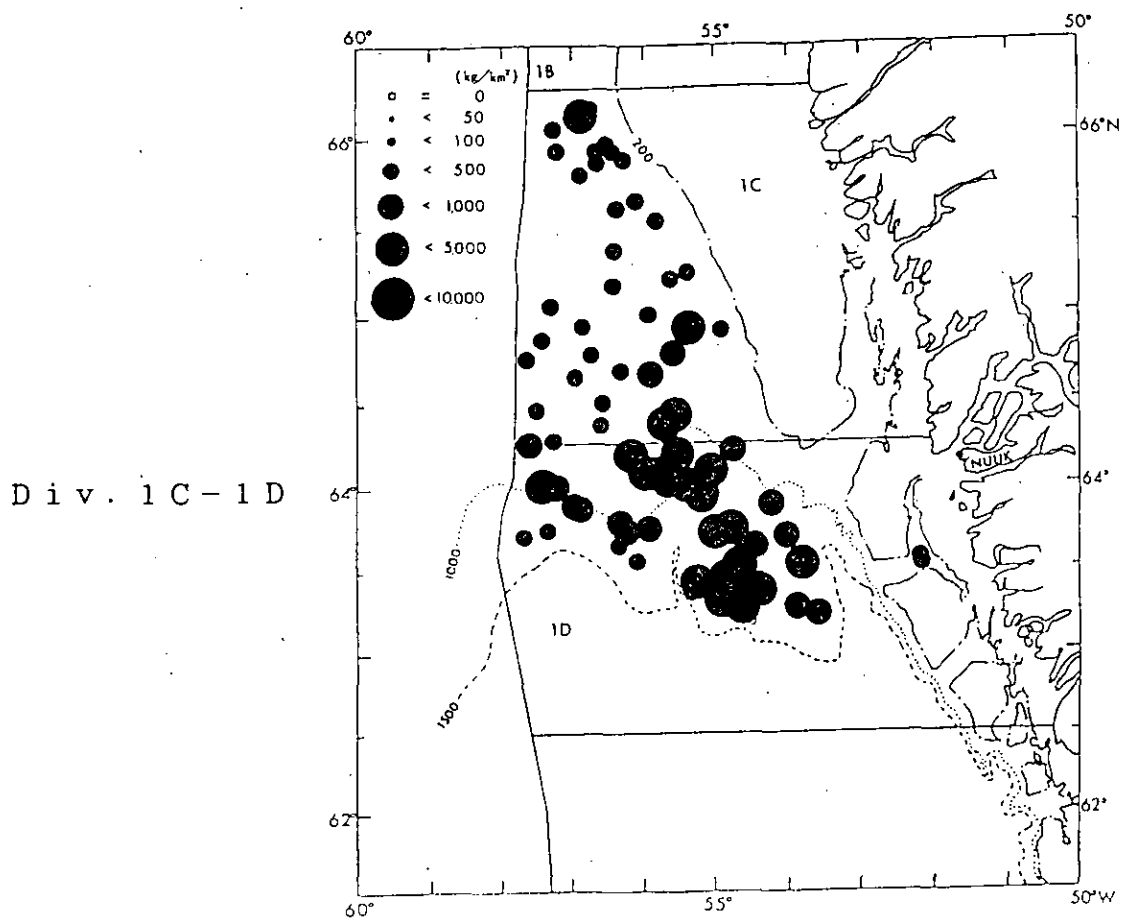 60° 55° 50°
(kg/km²)
1B
□ = 0
• < 50
• < 100
● < 500
● < 1,000
● < 5,000
● < 10,000
66°
66°N
200
1C
NUUK
Div. 1C-1D
64°
64°
1000
1D
1500
62°
62°
60° 55° 50°W